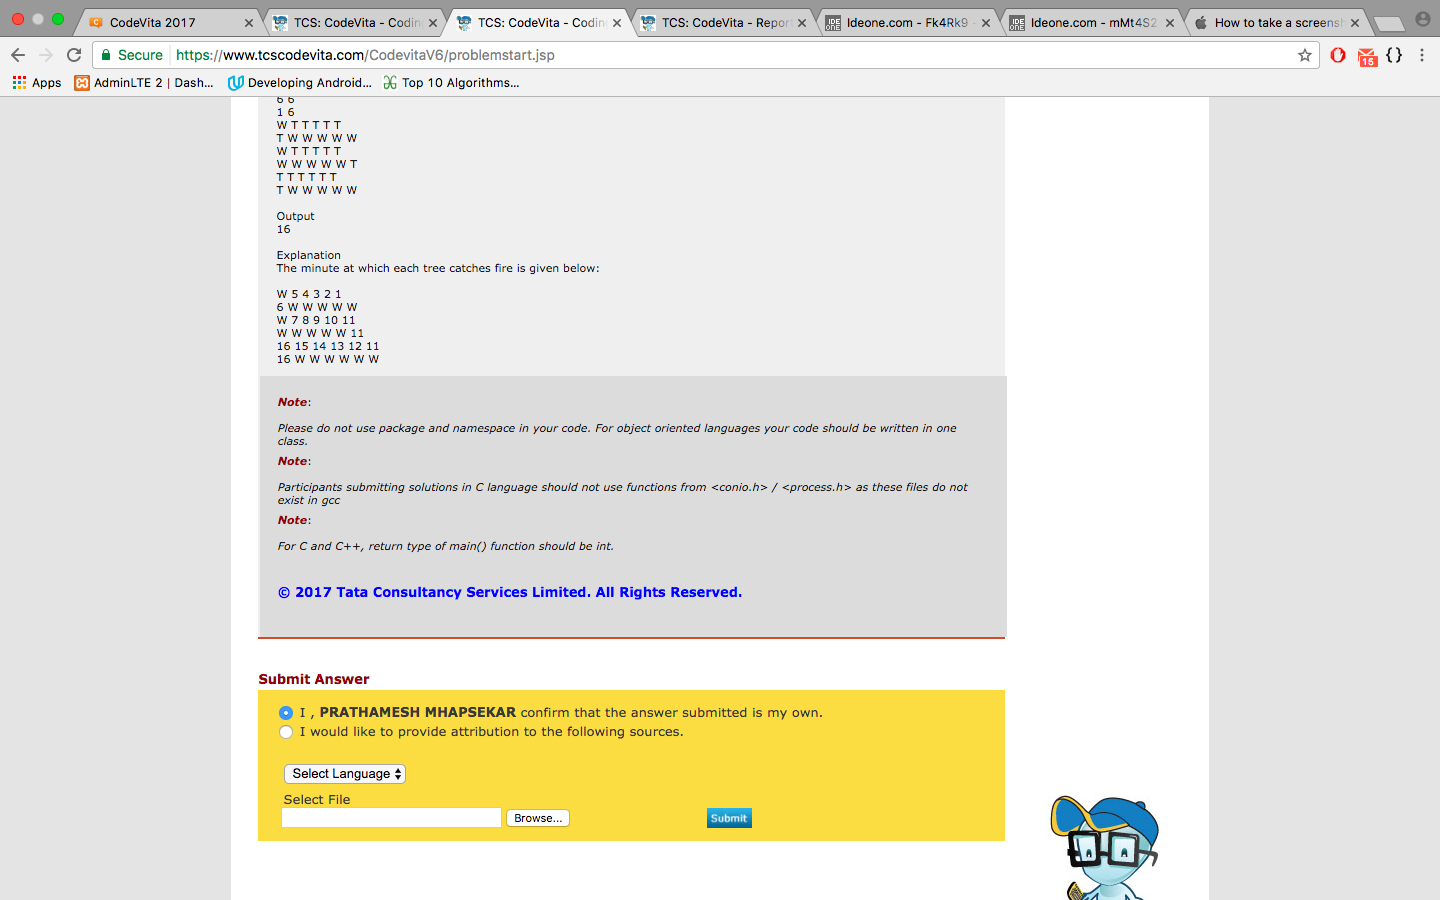 CodeVita 2017
TCS: CodeVita - Codin
TCS: CodeVita - Codin
TCS: CodeVita - Repor
Ideone.com - Fk4Rk9 -
Ideone.com - mMt4S2
How to take a screensh
Secure
https://www.tcscodevita.com/CodevitaV6/problemstart.jsp
15
Apps
AdminLTE 2 | Dash...
Developing Android...
Top 10 Algorithms...
6 6
1 6
W T T T T T
T W W W W W
W T T T T T
W W W W W T
T T T T T T
T W W W W W
Output
16
Explanation
The minute at which each tree catches fire is given below:
W 5 4 3 2 1
6 W W W W W
W 7 8 9 10 11
W W W W W 11
16 15 14 13 12 11
16 W W W W W W
Note:
Please do not use package and namespace in your code. For object oriented languages your code should be written in one
class.
Note:
Participants submitting solutions in C language should not use functions from <conio.h> / <process.h> as these files do not
exist in gcc
Note:
For C and C++, return type of main() function should be int.
© 2017 Tata Consultancy Services Limited. All Rights Reserved.
Submit Answer
I , PRATHAMESH MHAPSEKAR confirm that the answer submitted is my own.
I would like to provide attribution to the following sources.
Select Language
Select File
Browse...
Submit